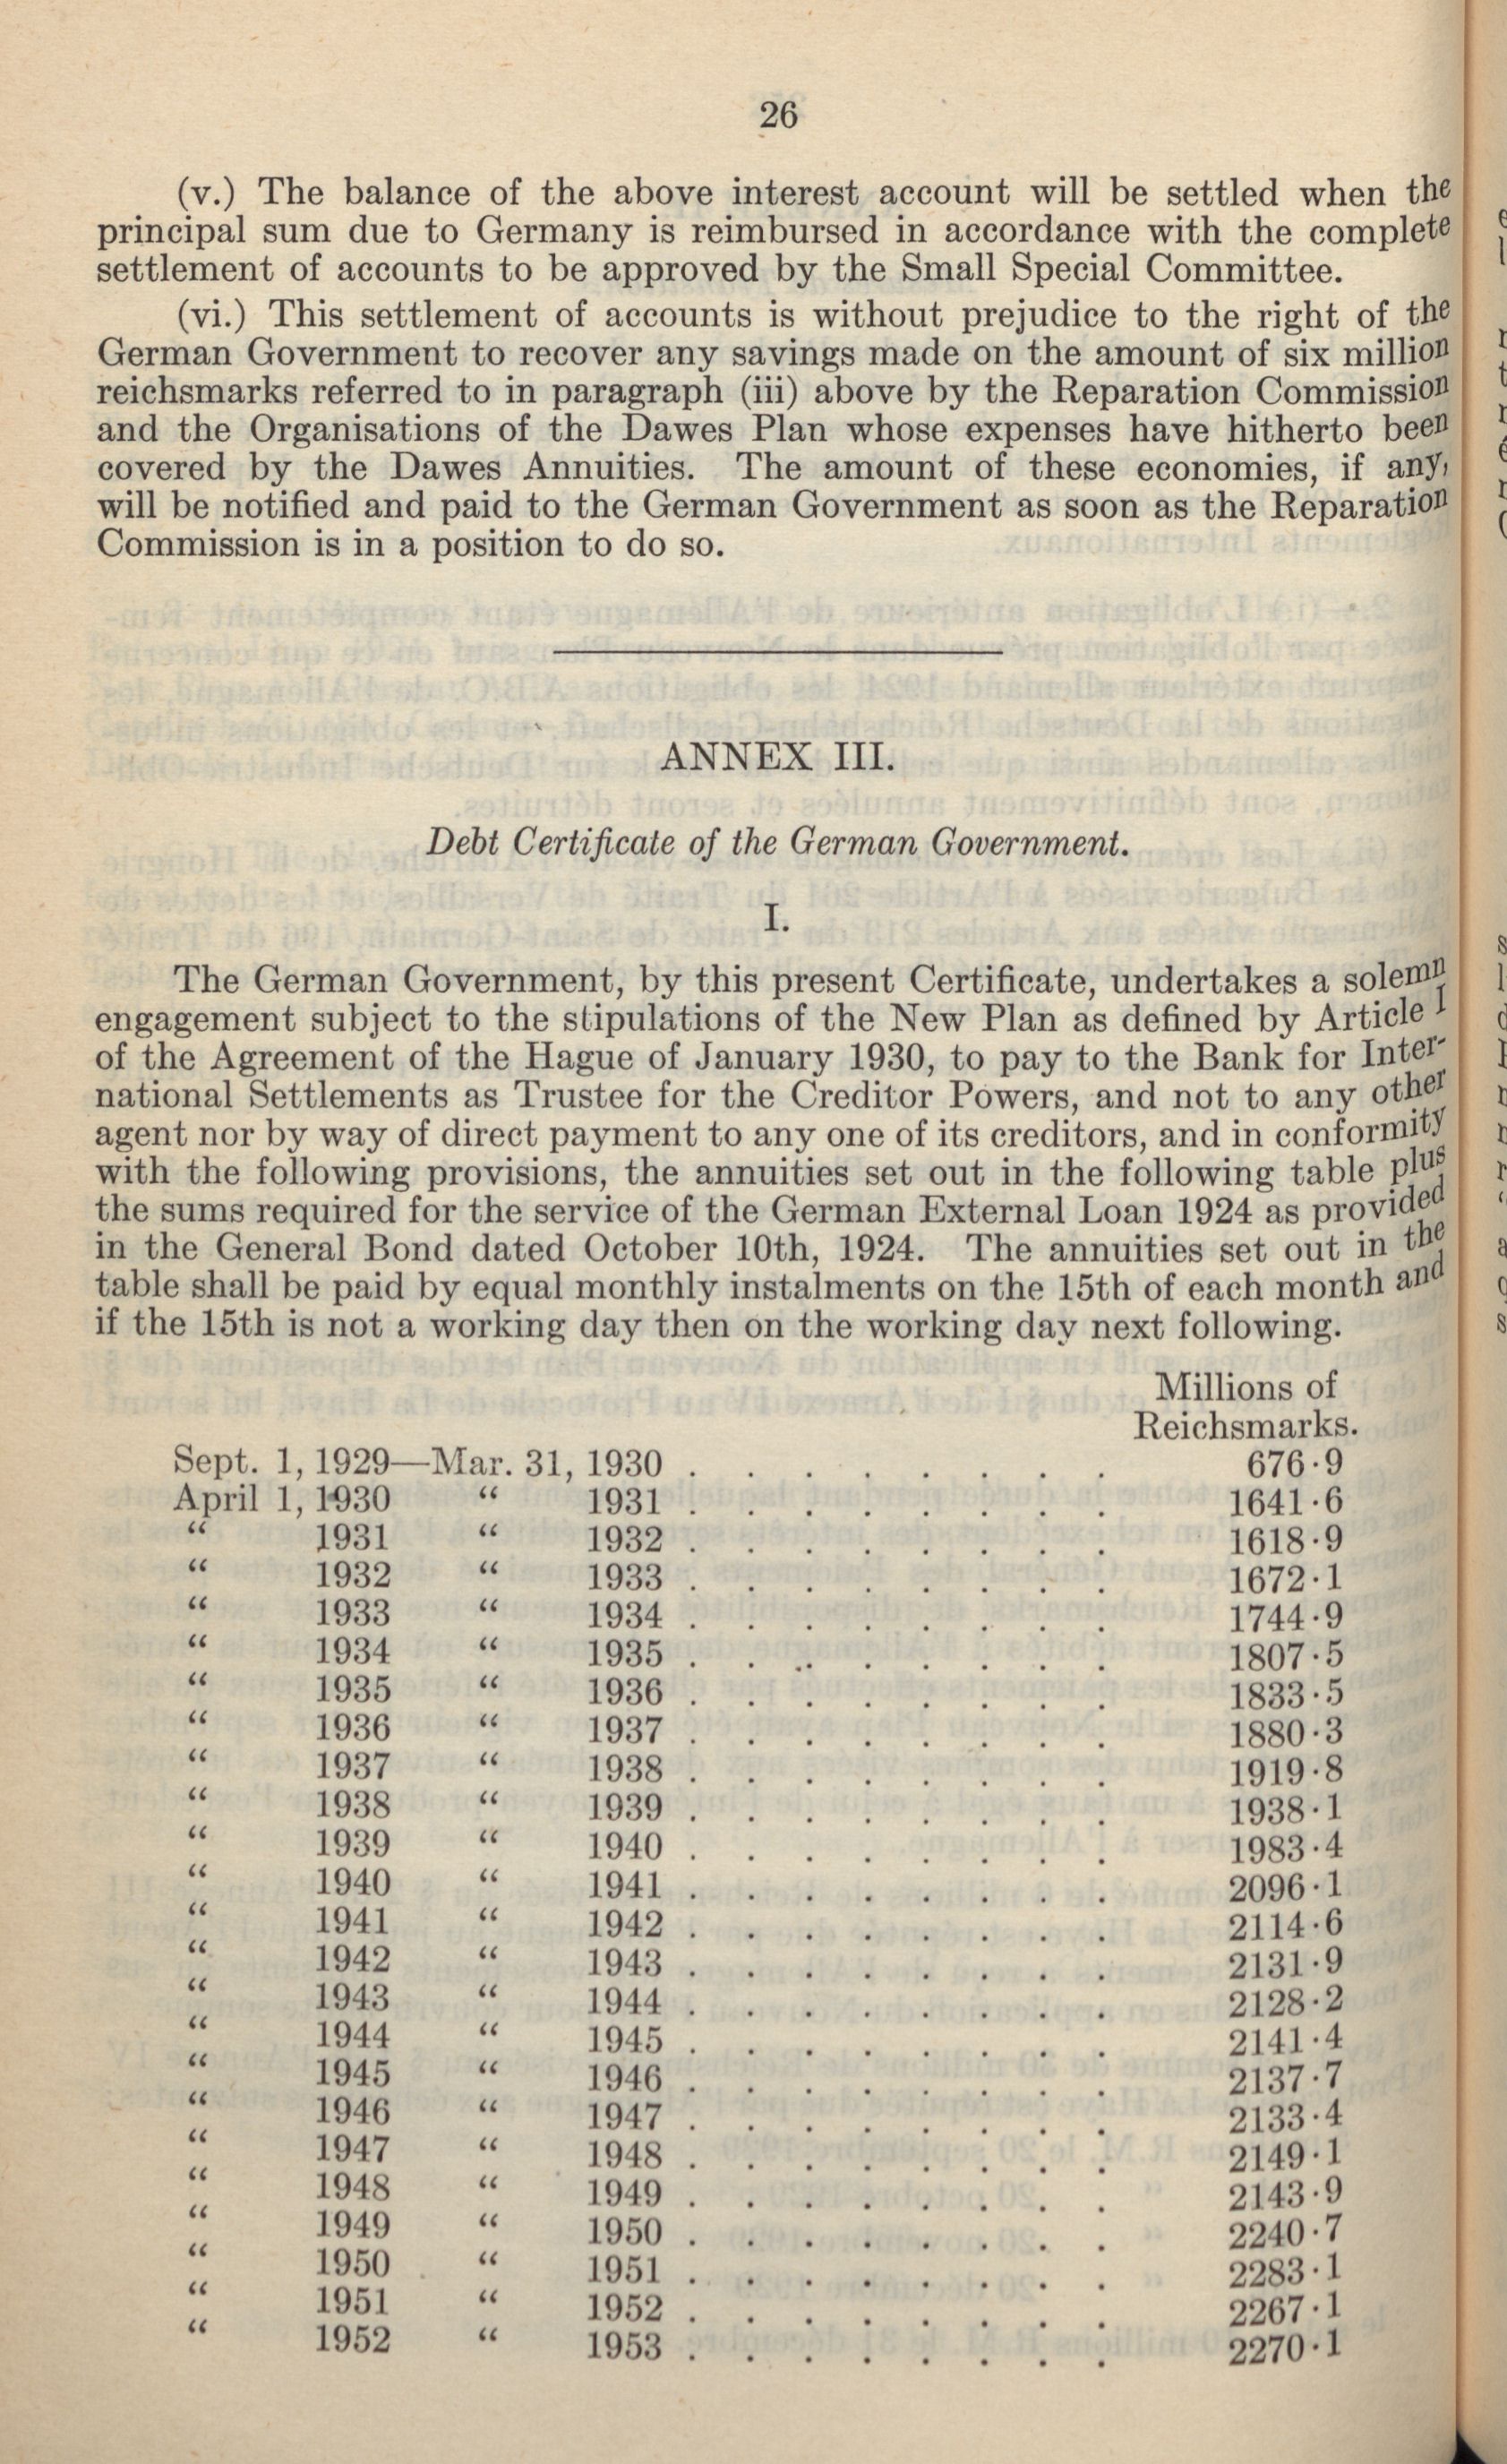 26
(v.) The balance of the above interest account will be settled when the
principal sum due to Germany is reimbursed in accordance with the complete
settlement of accounts to be approved by the Small Special Committee.
(vi.) This settlement of accounts is without prejudice to the right of the
German Government to recover any savings made on the amount of six million
reichsmarks referred to in paragraph (iii) above by the Reparation Commission
and the Organisations of the Dawes Plan whose expenses have hitherto been
covered by the Dawes Annuities. The amount of these economies, if any,
will be notified and paid to the German Government as soon as the Reparation
Commission is in a position to do so.
ANNEX III.
Debt Certificate of the German Government.
I.
The German Government, by this present Certificate, undertakes a solemn
engagement subject to the stipulations of the New Plan as defined by Article I
of the Agreement of the Hague of January 1930, to pay to the Bank for Inter-
national Settlements as Trustee for the Creditor Powers, and not to any other
agent nor by way of direct payment to any one of its creditors, and in conformity
with the following provisions, the annuities set out in the following table plus
the sums required for the service of the German External Loan 1924 as provided
in the General Bond dated October 10th, 1924. The annuities set out in the
table shall be paid by equal monthly instalments on the 15th of each month and
if the 15th is not a working day then on the working day next following.
Millions of
Reichsmarks.
Sept. 1, 1929—Mar. 31, 1930 . . . . . . . . 676·9
April 1, 1930 “ 1931 . . . . . . . . 1641·6
“ 1931 “ 1932 . . . . . . . . 1618·9
“ 1932 “ 1933 . . . . . . . . 1672·1
“ 1933 “ 1934 . . . . . . . . 1744·9
“ 1934 “ 1935 . . . . . . . . 1807·5
“ 1935 “ 1936 . . . . . . . . 1833·5
“ 1936 “ 1937 . . . . . . . . 1880·3
“ 1937 “ 1938 . . . . . . . . 1919·8
“ 1938 “ 1939 . . . . . . . . 1938·1
“ 1939 “ 1940 . . . . . . . . 1983·4
“ 1940 “ 1941 . . . . . . . . 2096·1
“ 1941 “ 1942 . . . . . . . . 2114·6
“ 1942 “ 1943 . . . . . . . . 2131·9
“ 1943 “ 1944 . . . . . . . . 2128·2
“ 1944 “ 1945 . . . . . . . . 2141·4
“ 1945 “ 1946 . . . . . . . . 2137·7
“ 1946 “ 1947 . . . . . . . . 2133·4
“ 1947 “ 1948 . . . . . . . . 2149·1
“ 1948 “ 1949 . . . . . . . . 2143·9
“ 1949 “ 1950 . . . . . . . . 2240·7
“ 1950 “ 1951 . . . . . . . . 2283·1
“ 1951 “ 1952 . . . . . . . . 2267·1
“ 1952 “ 1953 . . . . . . . . 2270·1